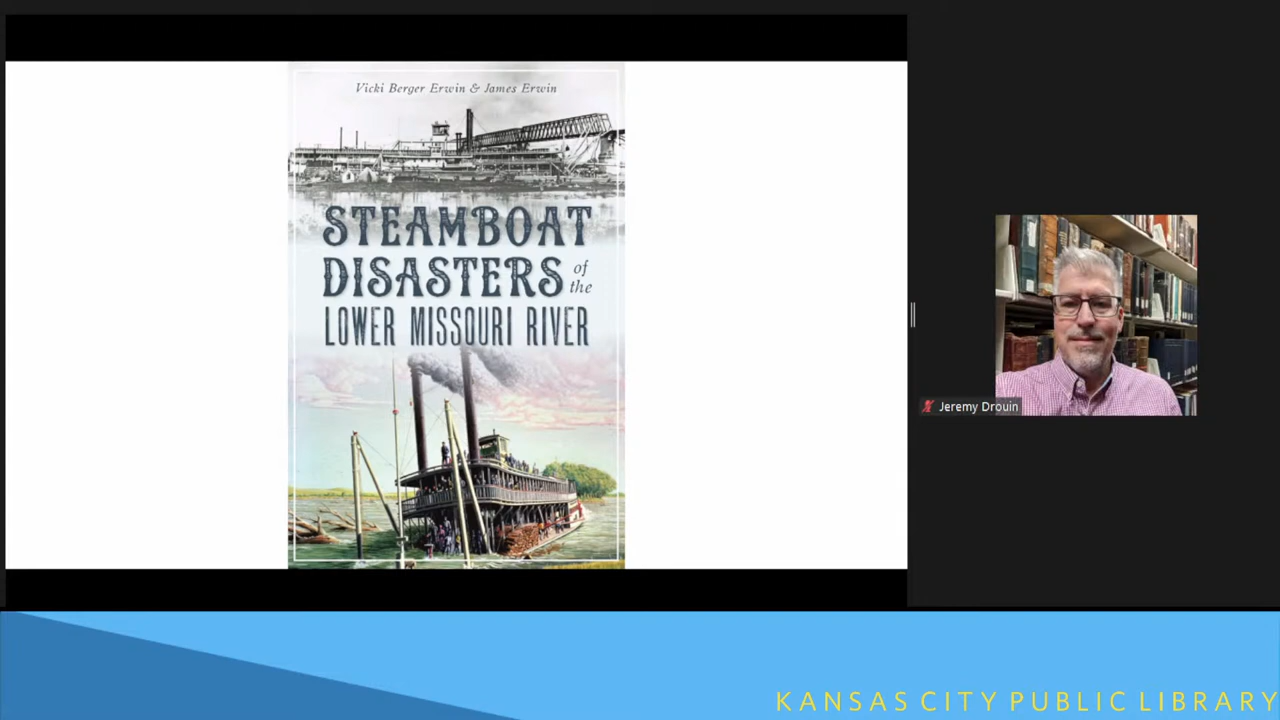 Vicki Berger Erwin & James Erwin
STEAMBOAT
DISASTERS of the
LOWER MISSOURI RIVER
Jeremy Drouin
KANSAS CITY PUBLIC LIBRARY